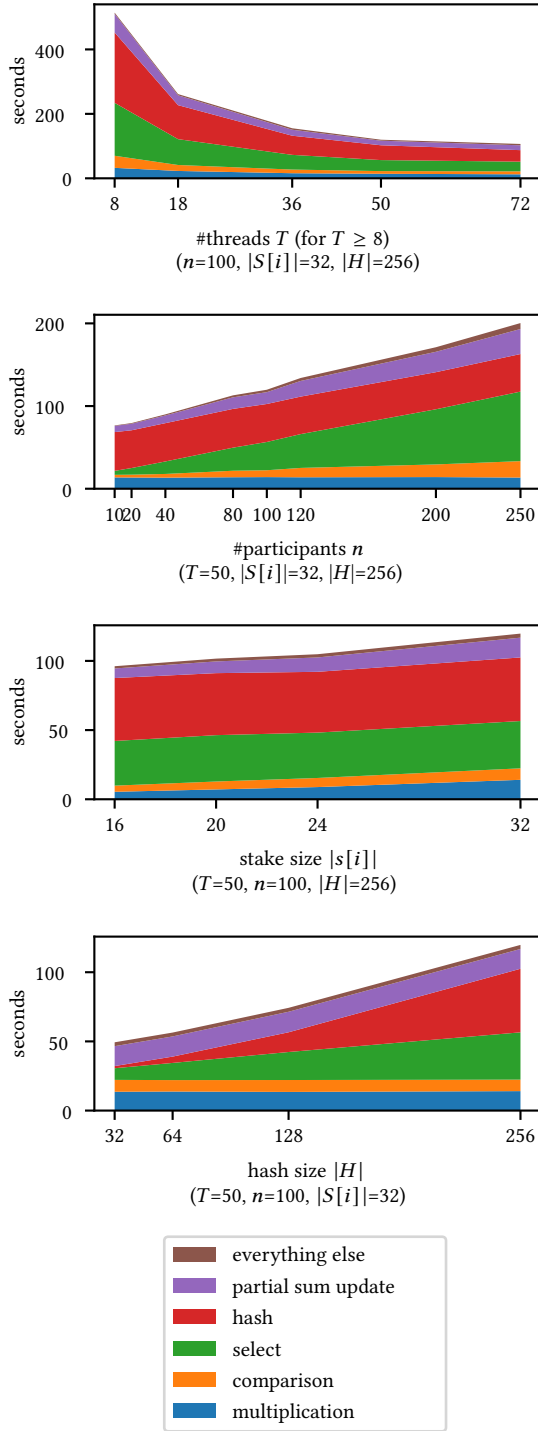 400
200
0
seconds
8 18 36 50 72
#threads T (for T ≥ 8)
(n=100, |S[i]|=32, |H|=256)
200
100
0
seconds
10 20 40 80 100 120 200 250
#participants n
(T=50, |S[i]|=32, |H|=256)
100
50
0
seconds
16 20 24 32
stake size |s[i]|
(T=50, n=100, |H|=256)
100
50
0
seconds
32 64 128 256
hash size |H|
(T=50, n=100, |S[i]|=32)
everything else
partial sum update
hash
select
comparison
multiplication